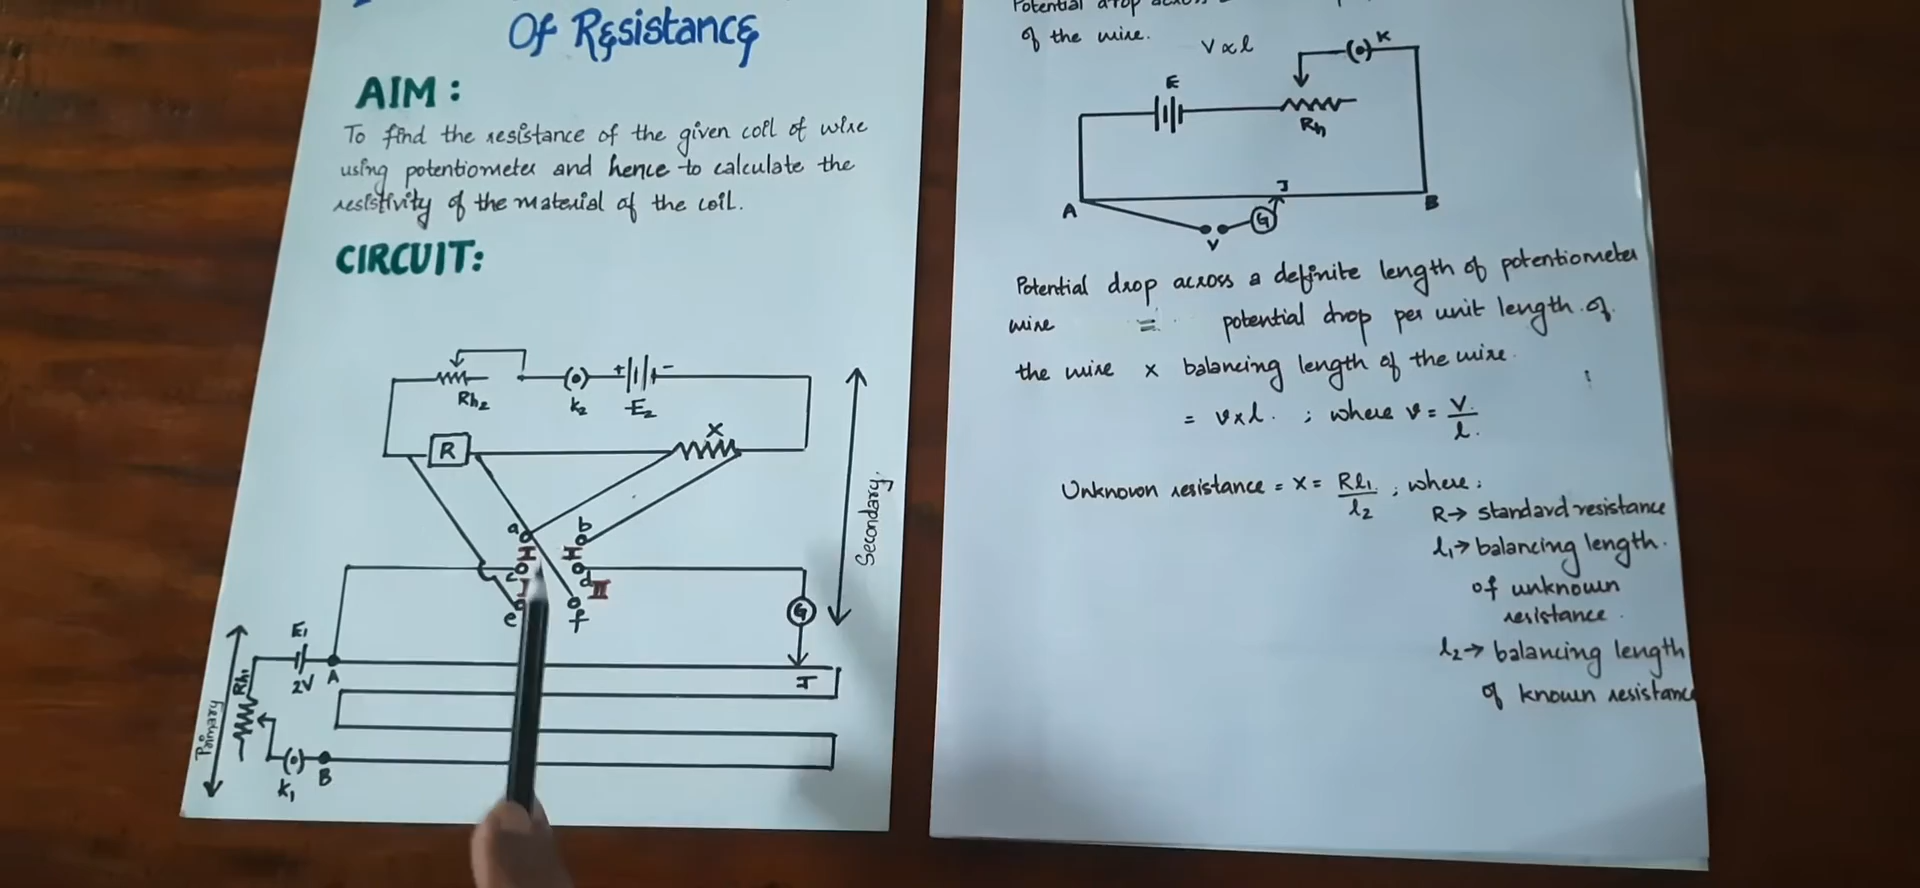 Of Resistance
AIM :
To find the resistance of the given coil of wire
using potentiometer and hence to calculate the
resistivity of the material of the coil.
CIRCUIT:
Rh2
K2
+ -
E2
R
X
a b
I I
c d
II
e f
G
J
Secondary
Primary
Rh1
E1
2V
A
K1
B
Potential drop across
of the wire.
V ∝ l
K
E
Rh
J
A
B
G
V
Potential drop across a definite length of potentiometer
wire = potential drop per unit length of
the wire x balancing length of the wire.
= v x l. ; where v = V/l.
Unknown resistance = X = Rl1/l2 ; where:
R → standard resistance
l1 → balancing length.
of unknown
resistance.
l2 → balancing length
of known resistance